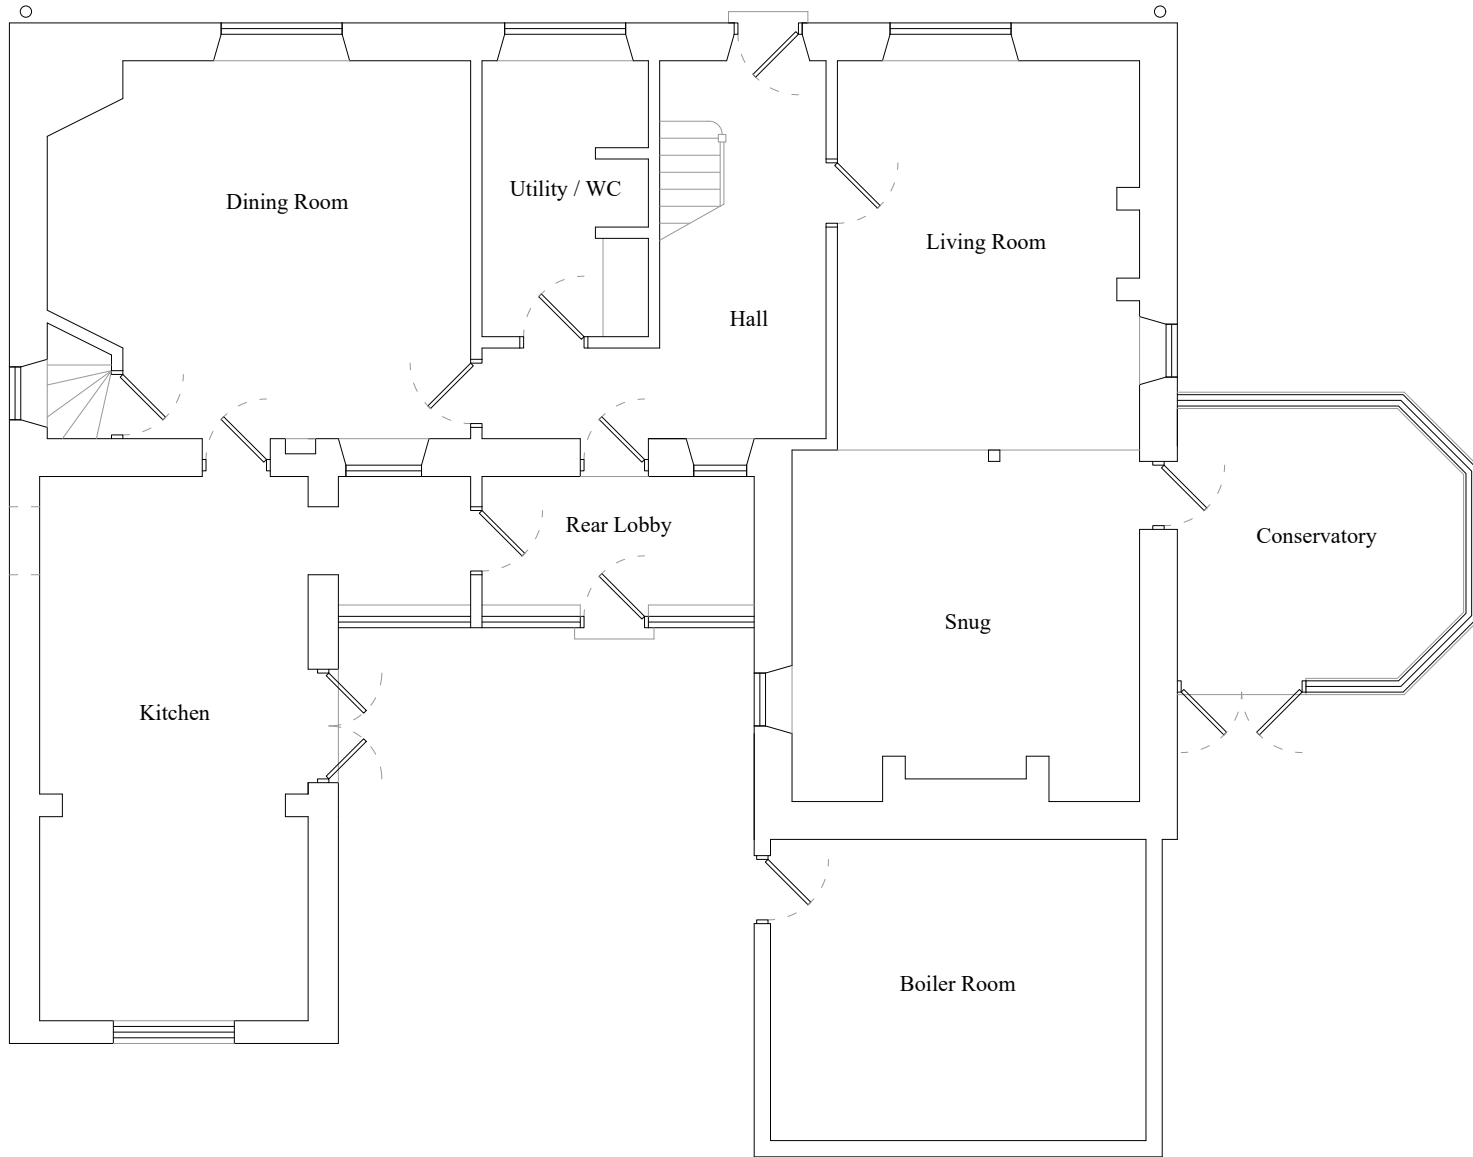 Dining Room
Utility / WC
Living Room
Hall
Rear Lobby
Conservatory
Snug
Kitchen
Boiler Room